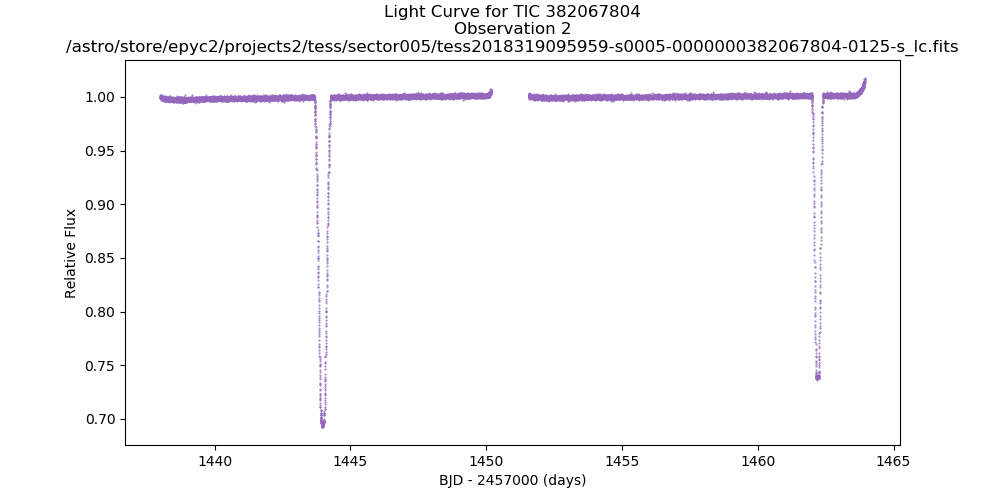 Light Curve for TIC 382067804
Observation 2
/astro/store/epyc2/projects2/tess/sector005/tess2018319095959-s0005-0000000382067804-0125-s_lc.fits
1.00
0.95
0.90
0.85
0.80
0.75
0.70
Relative Flux
1440 1445 1450 1455 1460 1465
BJD - 2457000 (days)